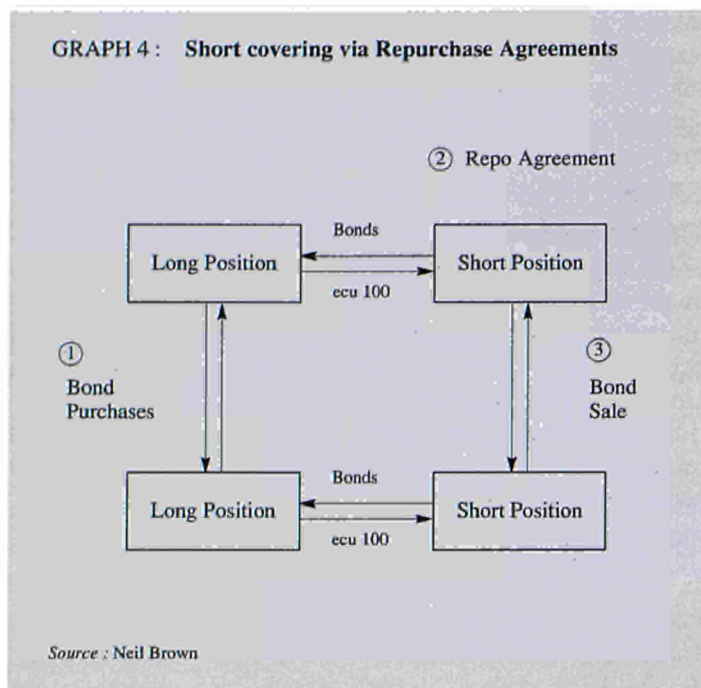 GRAPH 4 : Short covering via Repurchase Agreements
② Repo Agreement
Bonds
Long Position
Short Position
ecu 100
①
Bond
Purchases
③
Bond
Sale
Bonds
Long Position
Short Position
ecu 100
Source : Neil Brown